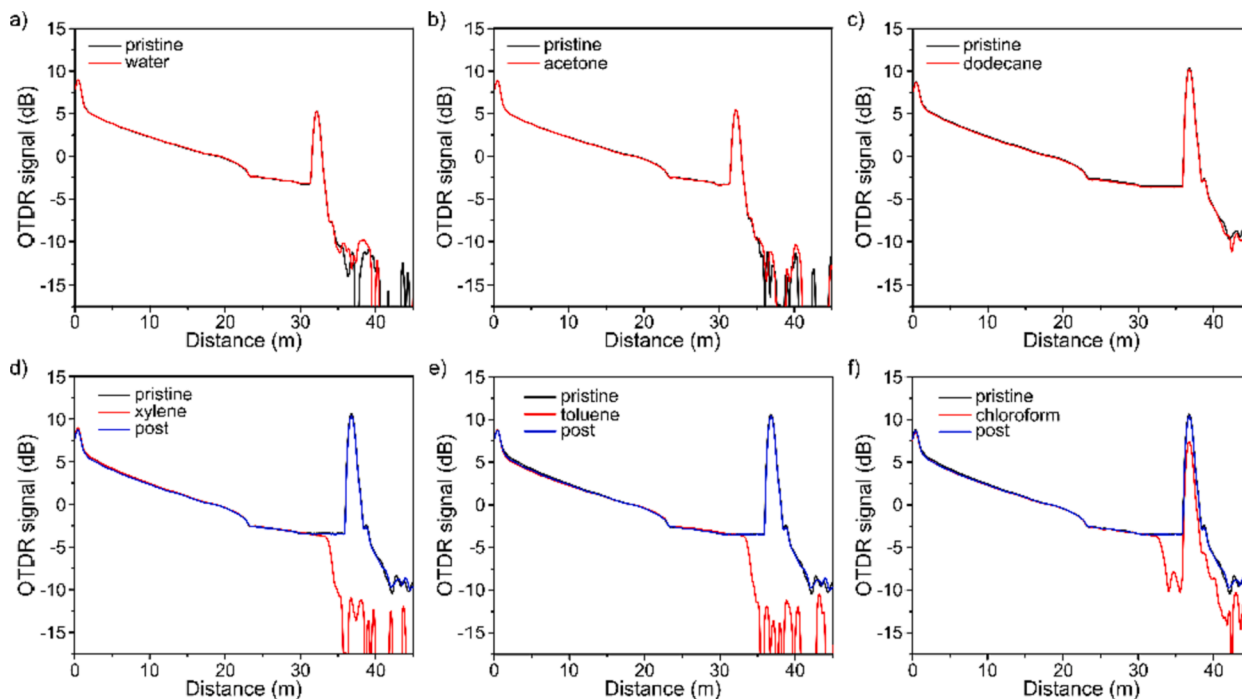 a)
pristine
water
15
10
5
0
-5
-10
-15
OTDR signal (dB)
0 10 20 30 40
Distance (m)
b)
pristine
acetone
15
10
5
0
-5
-10
-15
OTDR signal (dB)
0 10 20 30 40
Distance (m)
c)
pristine
dodecane
15
10
5
0
-5
-10
-15
OTDR signal (dB)
0 10 20 30 40
Distance (m)
d)
pristine
xylene
post
15
10
5
0
-5
-10
-15
OTDR signal (dB)
0 10 20 30 40
Distance (m)
e)
pristine
toluene
post
15
10
5
0
-5
-10
-15
OTDR signal (dB)
0 10 20 30 40
Distance (m)
f)
pristine
chloroform
post
15
10
5
0
-5
-10
-15
OTDR signal (dB)
0 10 20 30 40
Distance (m)